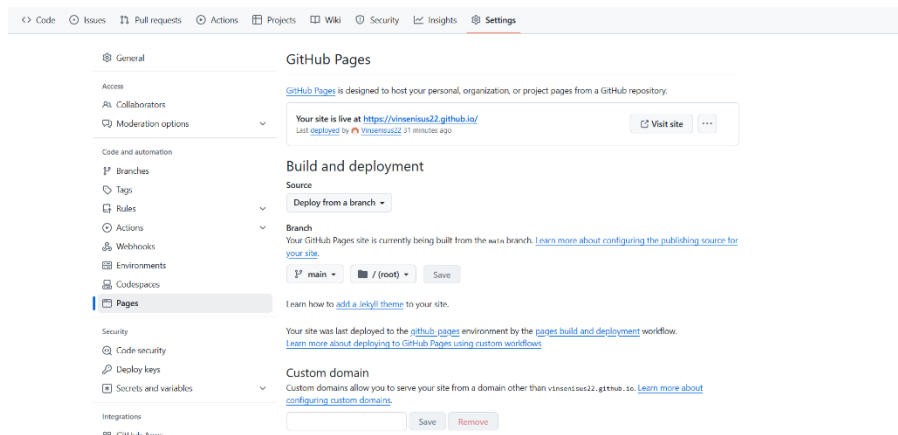 Code Issues Pull requests Actions Projects Wiki Security Insights Settings
General
Access
Collaborators
Moderation options
Code and automation
Branches
Tags
Rules
Actions
Webhooks
Environments
Codespaces
Pages
Security
Code security
Deploy keys
Secrets and variables
Integrations
GitHub Apps
GitHub Pages
GitHub Pages is designed to host your personal, organization, or project pages from a GitHub repository.
Your site is live at https://vinsenisus22.github.io/
Last deployed by Vinsenisus22 31 minutes ago
Visit site
Build and deployment
Source
Deploy from a branch
Branch
Your GitHub Pages site is currently being built from the main branch. Learn more about configuring the publishing source for
your site.
main / (root) Save
Learn how to add a Jekyll theme to your site.
Your site was last deployed to the github-pages environment by the pages build and deployment workflow.
Learn more about deploying to GitHub Pages using custom workflows
Custom domain
Custom domains allow you to serve your site from a domain other than vinsenisus22.github.io. Learn more about
configuring custom domains.
Save Remove